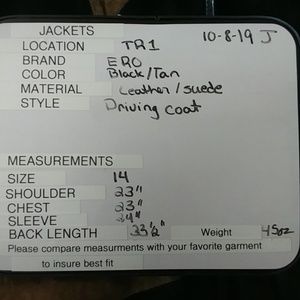 JACKETS 10-8-19 J
LOCATION TR1
BRAND ERO
COLOR Black/Tan
MATERIAL Leather/suede
STYLE Driving coat
MEASUREMENTS
SIZE 14
SHOULDER 23"
CHEST 23"
SLEEVE 24"
BACK LENGTH 33½" Weight 45oz
Please compare measurments with your favorite garment
to insure best fit